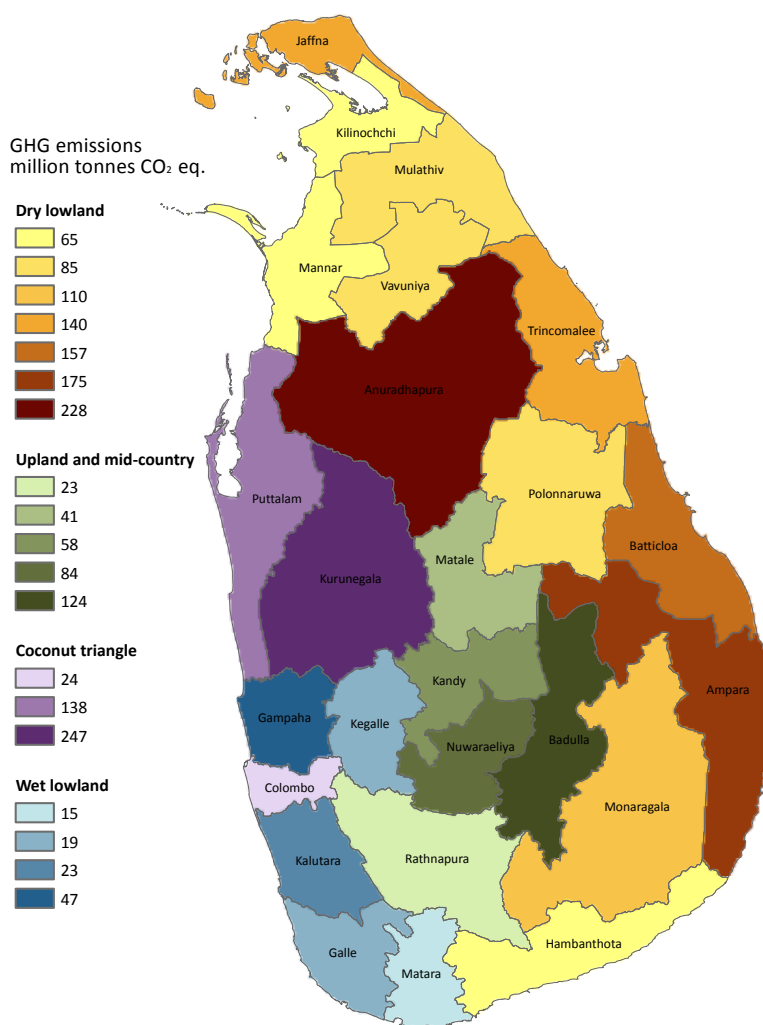 GHG emissions
million tonnes CO₂ eq.
Dry lowland
65
85
110
140
157
175
228
Upland and mid-country
23
41
58
84
124
Coconut triangle
24
138
247
Wet lowland
15
19
23
47
Jaffna
Kilinochchi
Mulathiv
Mannar
Vavuniya
Trincomalee
Anuradhapura
Puttalam
Polonnaruwa
Batticloa
Matale
Kurunegala
Kandy
Ampara
Gampaha
Kegalle
Nuwaraeliya
Badulla
Colombo
Monaragala
Kalutara
Rathnapura
Hambanthota
Galle
Matara